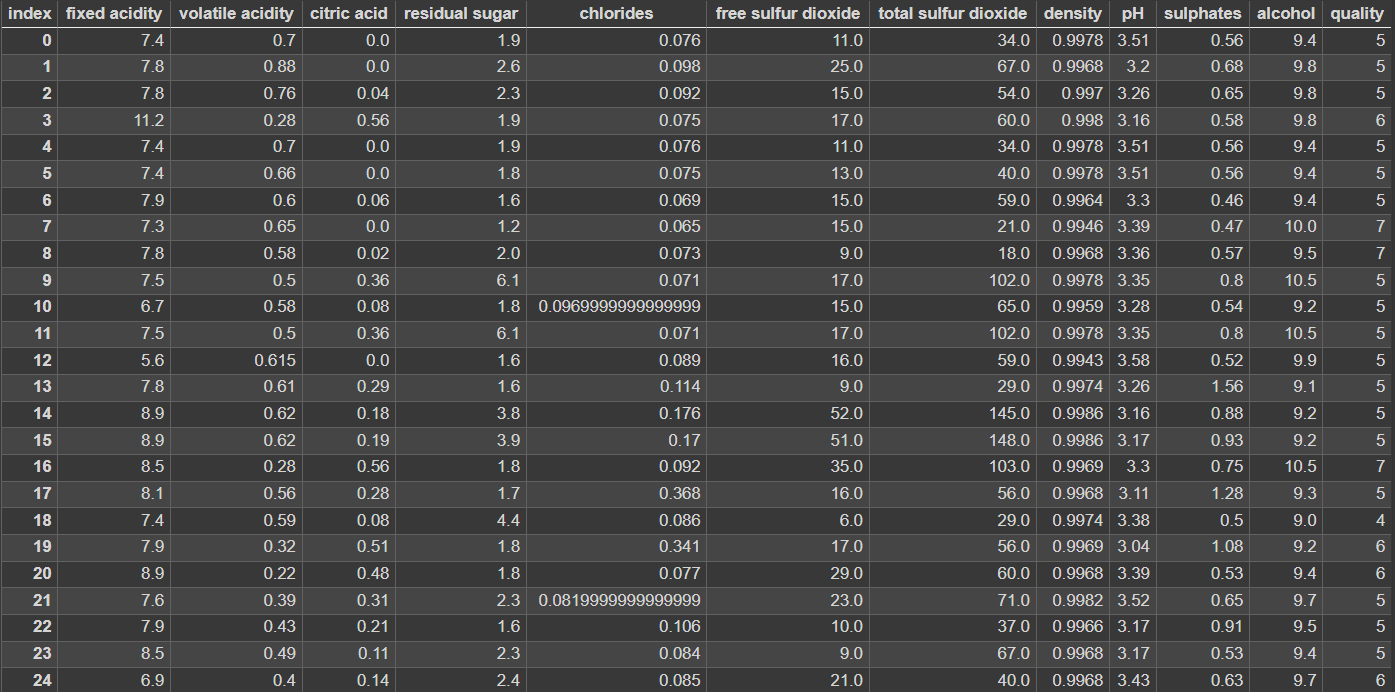 index fixed acidity volatile acidity citric acid residual sugar chlorides free sulfur dioxide total sulfur dioxide density pH sulphates alcohol quality
0 7.4 0.7 0.0 1.9 0.076 11.0 34.0 0.9978 3.51 0.56 9.4 5
1 7.8 0.88 0.0 2.6 0.098 25.0 67.0 0.9968 3.2 0.68 9.8 5
2 7.8 0.76 0.04 2.3 0.092 15.0 54.0 0.997 3.26 0.65 9.8 5
3 11.2 0.28 0.56 1.9 0.075 17.0 60.0 0.998 3.16 0.58 9.8 6
4 7.4 0.7 0.0 1.9 0.076 11.0 34.0 0.9978 3.51 0.56 9.4 5
5 7.4 0.66 0.0 1.8 0.075 13.0 40.0 0.9978 3.51 0.56 9.4 5
6 7.9 0.6 0.06 1.6 0.069 15.0 59.0 0.9964 3.3 0.46 9.4 5
7 7.3 0.65 0.0 1.2 0.065 15.0 21.0 0.9946 3.39 0.47 10.0 7
8 7.8 0.58 0.02 2.0 0.073 9.0 18.0 0.9968 3.36 0.57 9.5 7
9 7.5 0.5 0.36 6.1 0.071 17.0 102.0 0.9978 3.35 0.8 10.5 5
10 6.7 0.58 0.08 1.8 0.0969999999999999 15.0 65.0 0.9959 3.28 0.54 9.2 5
11 7.5 0.5 0.36 6.1 0.071 17.0 102.0 0.9978 3.35 0.8 10.5 5
12 5.6 0.615 0.0 1.6 0.089 16.0 59.0 0.9943 3.58 0.52 9.9 5
13 7.8 0.61 0.29 1.6 0.114 9.0 29.0 0.9974 3.26 1.56 9.1 5
14 8.9 0.62 0.18 3.8 0.176 52.0 145.0 0.9986 3.16 0.88 9.2 5
15 8.9 0.62 0.19 3.9 0.17 51.0 148.0 0.9986 3.17 0.93 9.2 5
16 8.5 0.28 0.56 1.8 0.092 35.0 103.0 0.9969 3.3 0.75 10.5 7
17 8.1 0.56 0.28 1.7 0.368 16.0 56.0 0.9968 3.11 1.28 9.3 5
18 7.4 0.59 0.08 4.4 0.086 6.0 29.0 0.9974 3.38 0.5 9.0 4
19 7.9 0.32 0.51 1.8 0.341 17.0 56.0 0.9969 3.04 1.08 9.2 6
20 8.9 0.22 0.48 1.8 0.077 29.0 60.0 0.9968 3.39 0.53 9.4 6
21 7.6 0.39 0.31 2.3 0.0819999999999999 23.0 71.0 0.9982 3.52 0.65 9.7 5
22 7.9 0.43 0.21 1.6 0.106 10.0 37.0 0.9966 3.17 0.91 9.5 5
23 8.5 0.49 0.11 2.3 0.084 9.0 67.0 0.9968 3.17 0.53 9.4 5
24 6.9 0.4 0.14 2.4 0.085 21.0 40.0 0.9968 3.43 0.63 9.7 6